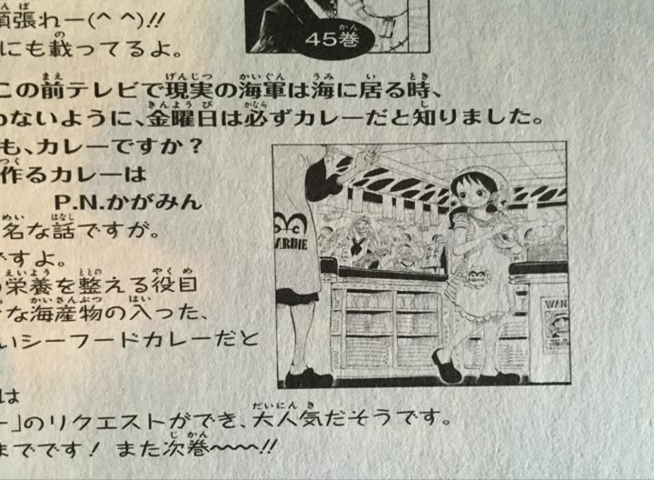 張れー(^ ^)!!
にも載ってるよ。
45巻
この前テレビで現実の海軍は海に居る時、
わないように、金曜日は必ずカレーだと知りました。
も、カレーですか？
作るカレーは
P.N.かがみん
名な話ですが。
ですよ。
栄養を整える役目
な海産物の入った、
いシーフードカレーだと
MARINE
WAN
は
ー」のリクエストができ、大人気だそうです。
までです！ また次巻〜〜〜!!